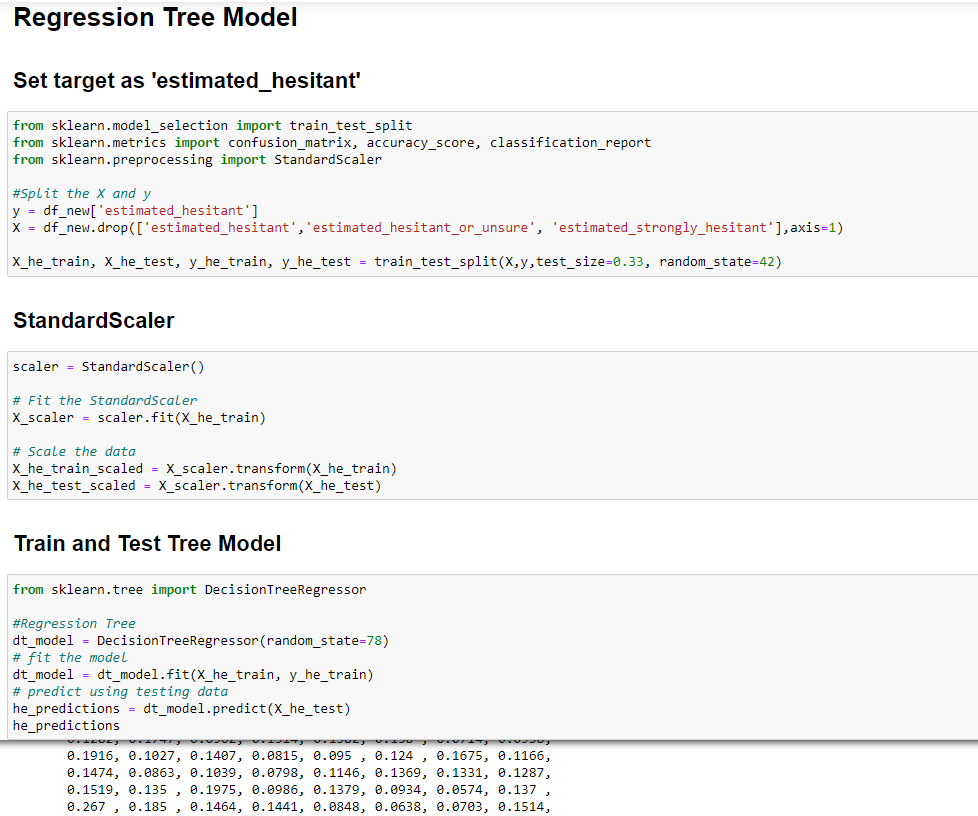 Regression Tree Model
Set target as 'estimated_hesitant'
from sklearn.model_selection import train_test_split
from sklearn.metrics import confusion_matrix, accuracy_score, classification_report
from sklearn.preprocessing import StandardScaler
#Split the X and y
y = df_new['estimated_hesitant']
X = df_new.drop(['estimated_hesitant','estimated_hesitant_or_unsure', 'estimated_strongly_hesitant'],axis=1)
X_he_train, X_he_test, y_he_train, y_he_test = train_test_split(X,y,test_size=0.33, random_state=42)
StandardScaler
scaler = StandardScaler()
# Fit the StandardScaler
X_scaler = scaler.fit(X_he_train)
# Scale the data
X_he_train_scaled = X_scaler.transform(X_he_train)
X_he_test_scaled = X_scaler.transform(X_he_test)
Train and Test Tree Model
from sklearn.tree import DecisionTreeRegressor
#Regression Tree
dt_model = DecisionTreeRegressor(random_state=78)
# fit the model
dt_model = dt_model.fit(X_he_train, y_he_train)
# predict using testing data
he_predictions = dt_model.predict(X_he_test)
he_predictions
0.1916, 0.1027, 0.1407, 0.0815, 0.095 , 0.124 , 0.1675, 0.1166,
0.1474, 0.0863, 0.1039, 0.0798, 0.1146, 0.1369, 0.1331, 0.1287,
0.1519, 0.135 , 0.1975, 0.0986, 0.1379, 0.0934, 0.0574, 0.137 ,
0.267 , 0.185 , 0.1464, 0.1441, 0.0848, 0.0638, 0.0703, 0.1514,